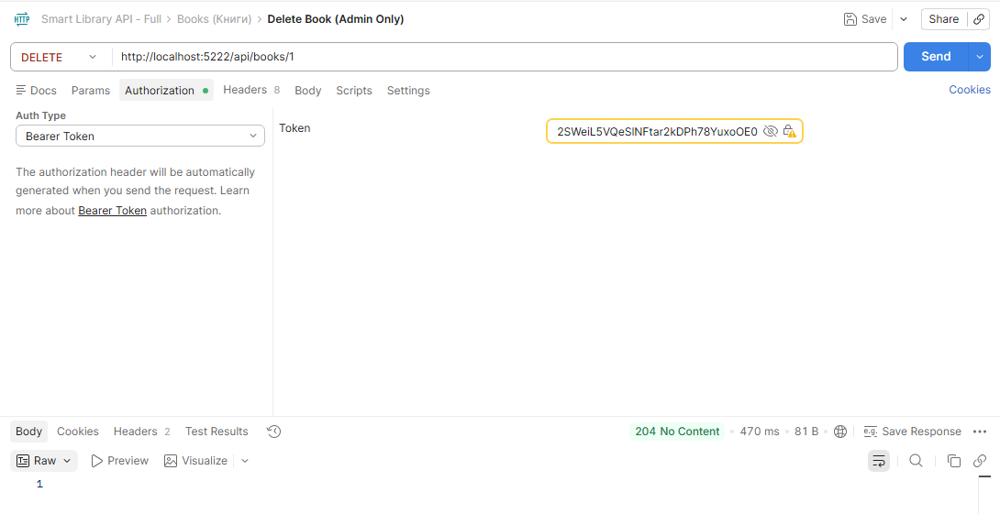 HTTP Smart Library API - Full > Books (Книги) > Delete Book (Admin Only) Save Share
DELETE http://localhost:5222/api/books/1 Send
Docs Params Authorization Headers 8 Body Scripts Settings Cookies
Auth Type
Bearer Token
Token 2SWeiL5VQeSlNFtar2kDPh78YuxoOE0
The authorization header will be automatically
generated when you send the request. Learn
more about Bearer Token authorization.
Body Cookies Headers 2 Test Results 204 No Content 470 ms 81 B e.g. Save Response
Raw Preview Visualize
1